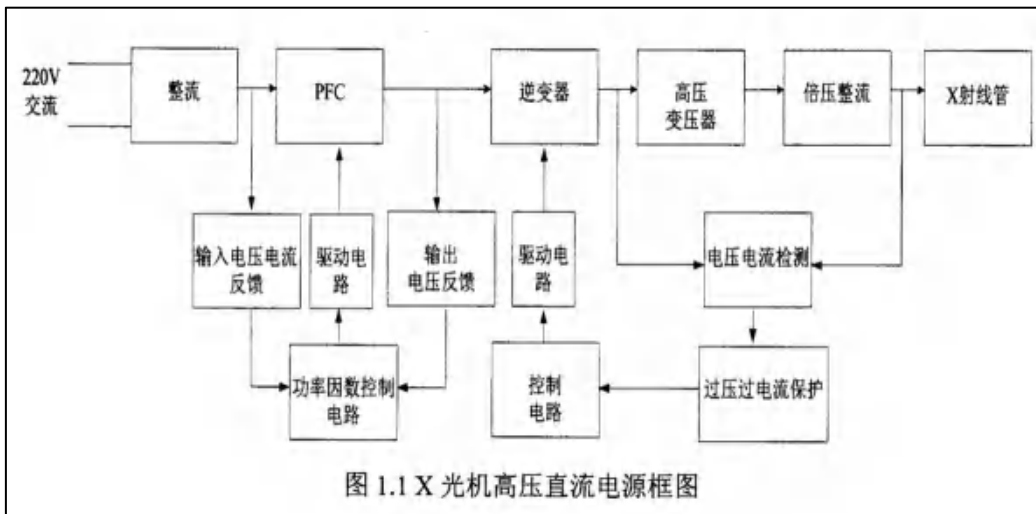 220V
交流
整流
PFC
逆变器
高压
变压器
倍压整流
X射线管
输入电压电流
反馈
驱动电
路
输出
电压反馈
驱动电
路
电压电流检测
功率因数控制
电路
控制
电路
过压过电流保护
图 1.1 X 光机高压直流电源框图